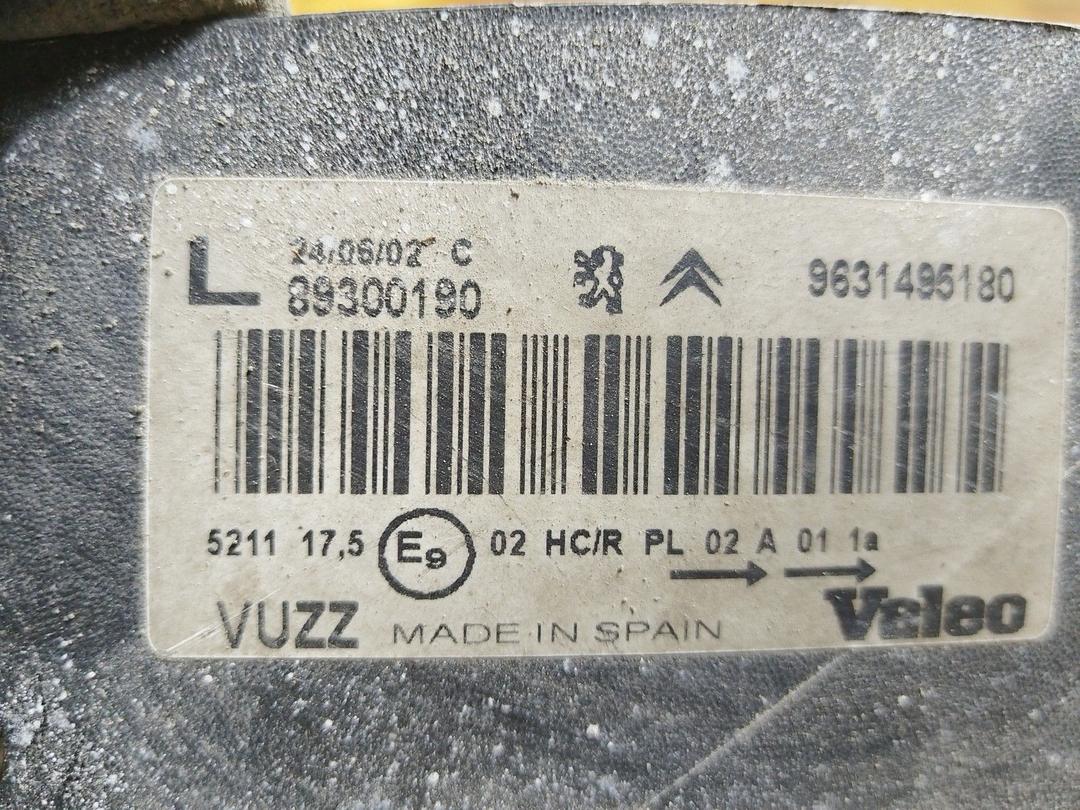 L 24/06/02 C
89300190
9631495180
5211 17,5 E9 02 HC/R PL 02 A 01 1a
VUZZ MADE IN SPAIN Valeo